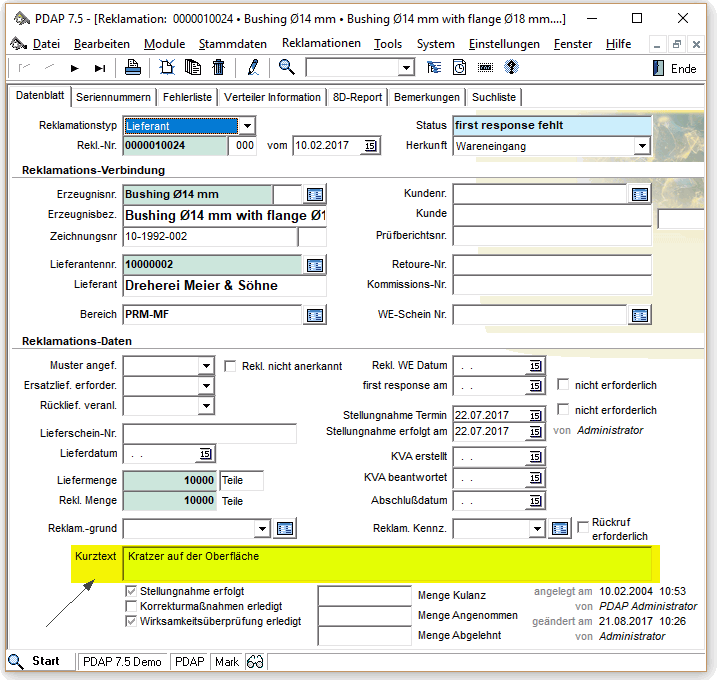 PDAP 7.5 - [Reklamation: 0000010024 • Bushing Ø14 mm • Bushing Ø14 mm with flange Ø18 mm....]
Datei Bearbeiten Module Stammdaten Reklamationen Tools System Einstellungen Fenster Hilfe
Ende
Datenblatt Seriennummern Fehlerliste Verteiler Information 8D-Report Bemerkungen Suchliste
Reklamationstyp Lieferant Status first response fehlt
Rekl.-Nr. 0000010024 000 vom 10.02.2017 15 Herkunft Wareneingang
Reklamations-Verbindung
Erzeugnisnr. Bushing Ø14 mm Kundenr.
Erzeugnisbez. Bushing Ø14 mm with flange Ø1 Kunde
Zeichnungsnr 10-1992-002 Prüfberichtsnr.
Lieferantennr. 10000002 Retoure-Nr.
Lieferant Dreherei Meier & Söhne Kommissions-Nr.
Bereich PRM-MF WE-Schein Nr.
Reklamations-Daten
Muster angef. Rekl. nicht anerkannt Rekl. WE Datum . . 15
Ersatzlief. erforder. first response am . . 15 nicht erforderlich
Rücklief. veranl.
Stellungnahme Termin 22.07.2017 15 nicht erforderlich
Lieferschein-Nr. Stellungnahme erfolgt am 22.07.2017 15 von Administrator
Lieferdatum . . 15 KVA erstellt . . 15
Liefermenge 10000 Teile KVA beantwortet . . 15
Rekl. Menge 10000 Teile Abschlußdatum . . 15
Reklam.-grund Reklam. Kennz. Rückruf
erforderlich
Kurztext Kratzer auf der Oberfläche
Stellungnahme erfolgt Menge Kulanz angelegt am 10.02.2004 10:53
Korrekturmaßnahmen erledigt Menge Angenommen von PDAP Administrator
Wirksamkeitsüberprüfung erledigt geändert am 21.08.2017 10:26
Menge Abgelehnt von Administrator
Start PDAP 7.5 Demo PDAP Mark